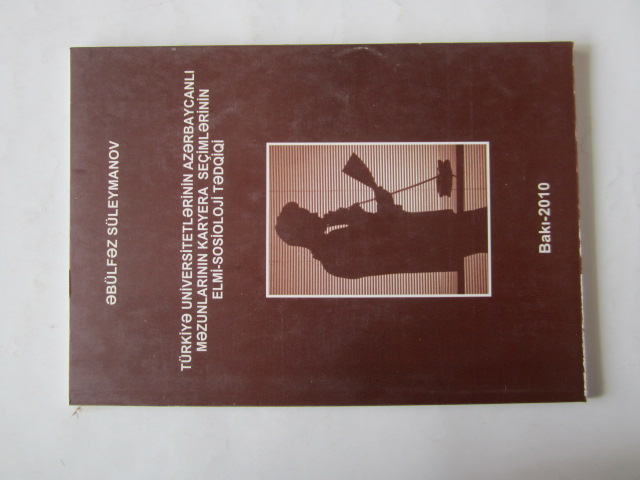 ƏBÜLFƏZ SÜLEYMANOV
TÜRKİYƏ UNİVERSİTETLƏRİNİN AZƏRBAYCANLI
MƏZUNLARININ KARYERA SEÇİMLƏRİNİN
ELMİ-SOSİOLOJİ TƏDQİQİ
Bakı-2010